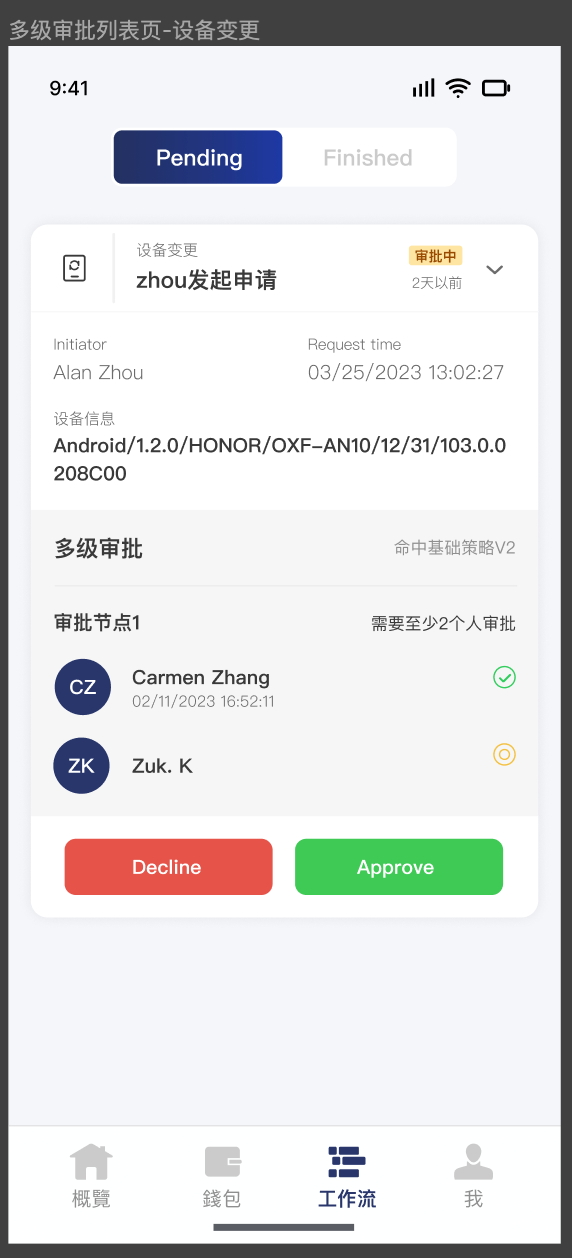 多级审批列表页-设备变更
9:41
Pending
Finished
设备变更
审批中
zhou发起申请
2天以前
Initiator
Request time
Alan Zhou
03/25/2023 13:02:27
设备信息
Android/1.2.0/HONOR/OXF-AN10/12/31/103.0.0
208C00
多级审批
命中基础策略V2
审批节点1
需要至少2个人审批
CZ
Carmen Zhang
02/11/2023 16:52:11
ZK
Zuk. K
Decline
Approve
概覽
錢包
工作流
我